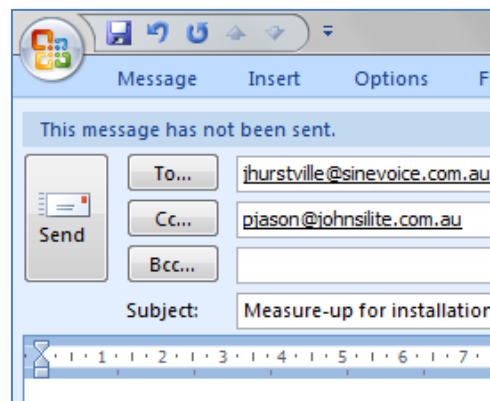 Message Insert Options F
This message has not been sent.
To... jhurstville@sinevoice.com.au
Send Cc... pjason@johnsilite.com.au
Bcc...
Subject: Measure-up for installation
1 2 3 4 5 6 7